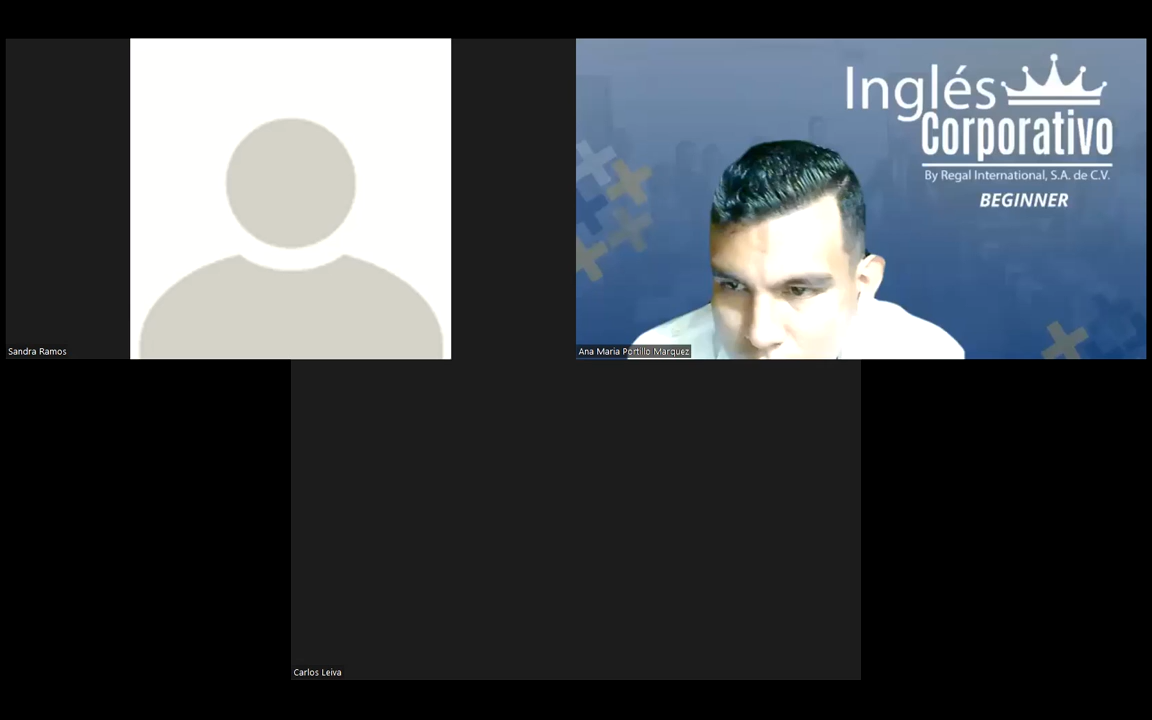 Inglés
Corporativo
By Regal International, S.A. de C.V.
BEGINNER
Sandra Ramos
Ana Maria Portillo Marquez
Carlos Leiva